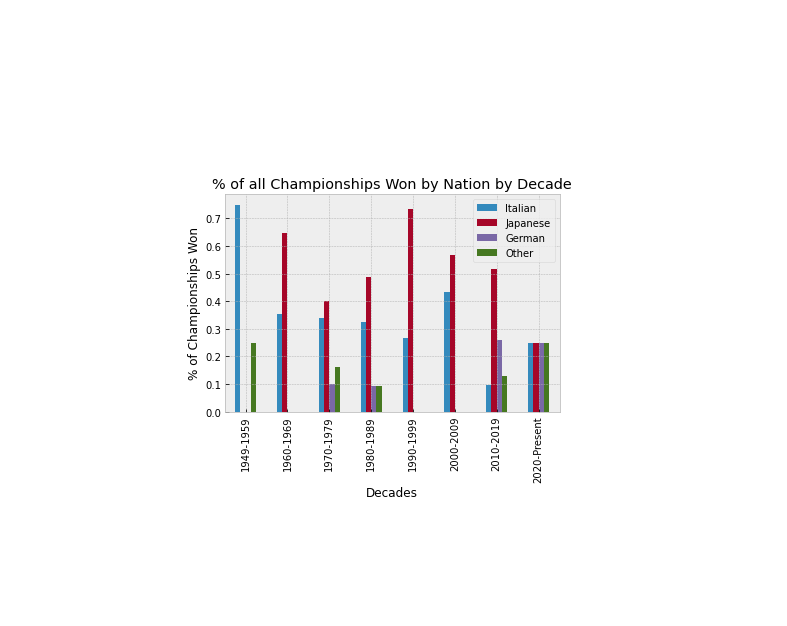 % of all Championships Won by Nation by Decade
% of Championships Won
0.7
0.6
0.5
0.4
0.3
0.2
0.1
0.0
Italian
Japanese
German
Other
1949-1959
1960-1969
1970-1979
1980-1989
1990-1999
2000-2009
2010-2019
2020-Present
Decades